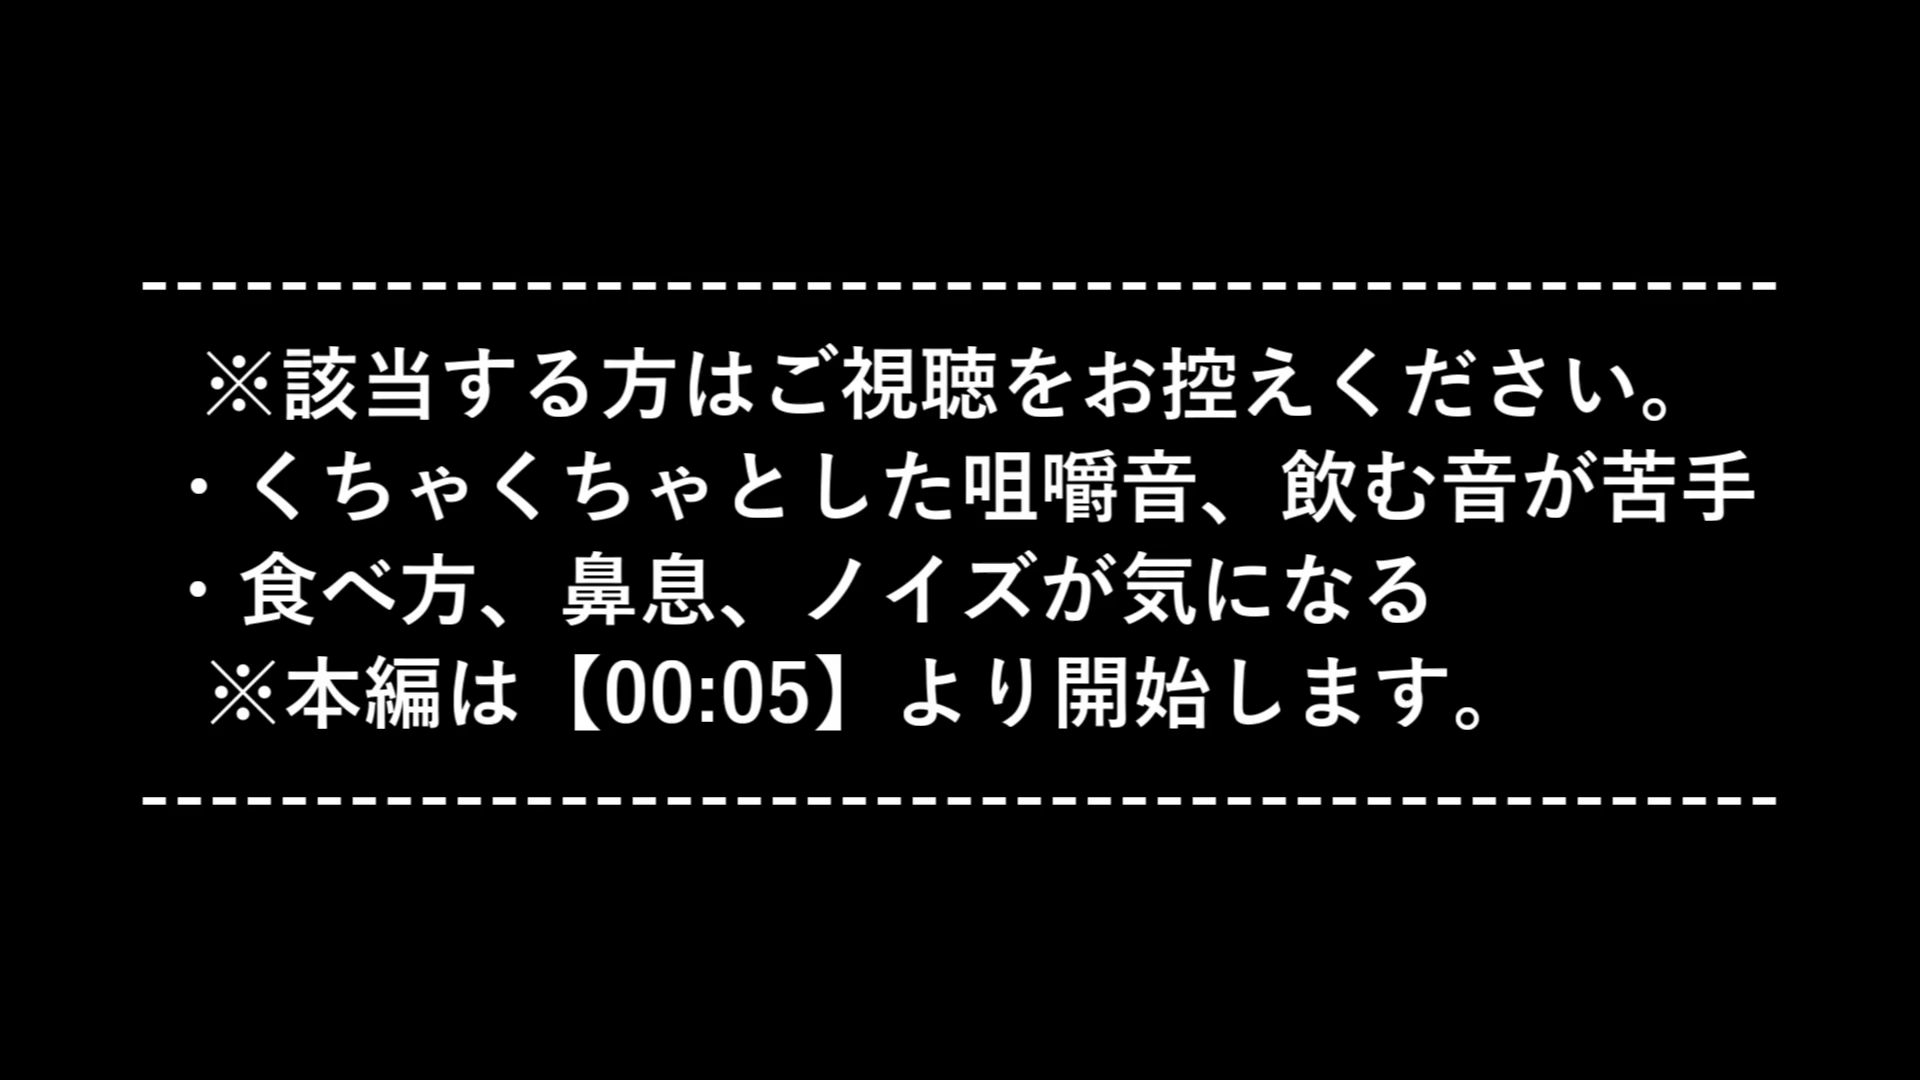 -----------------------------------------------
※該当する方はご視聴をお控えください。
・くちゃくちゃとした咀嚼音、飲む音が苦手
・食べ方、鼻息、ノイズが気になる
※本編は【00:05】より開始します。
-----------------------------------------------